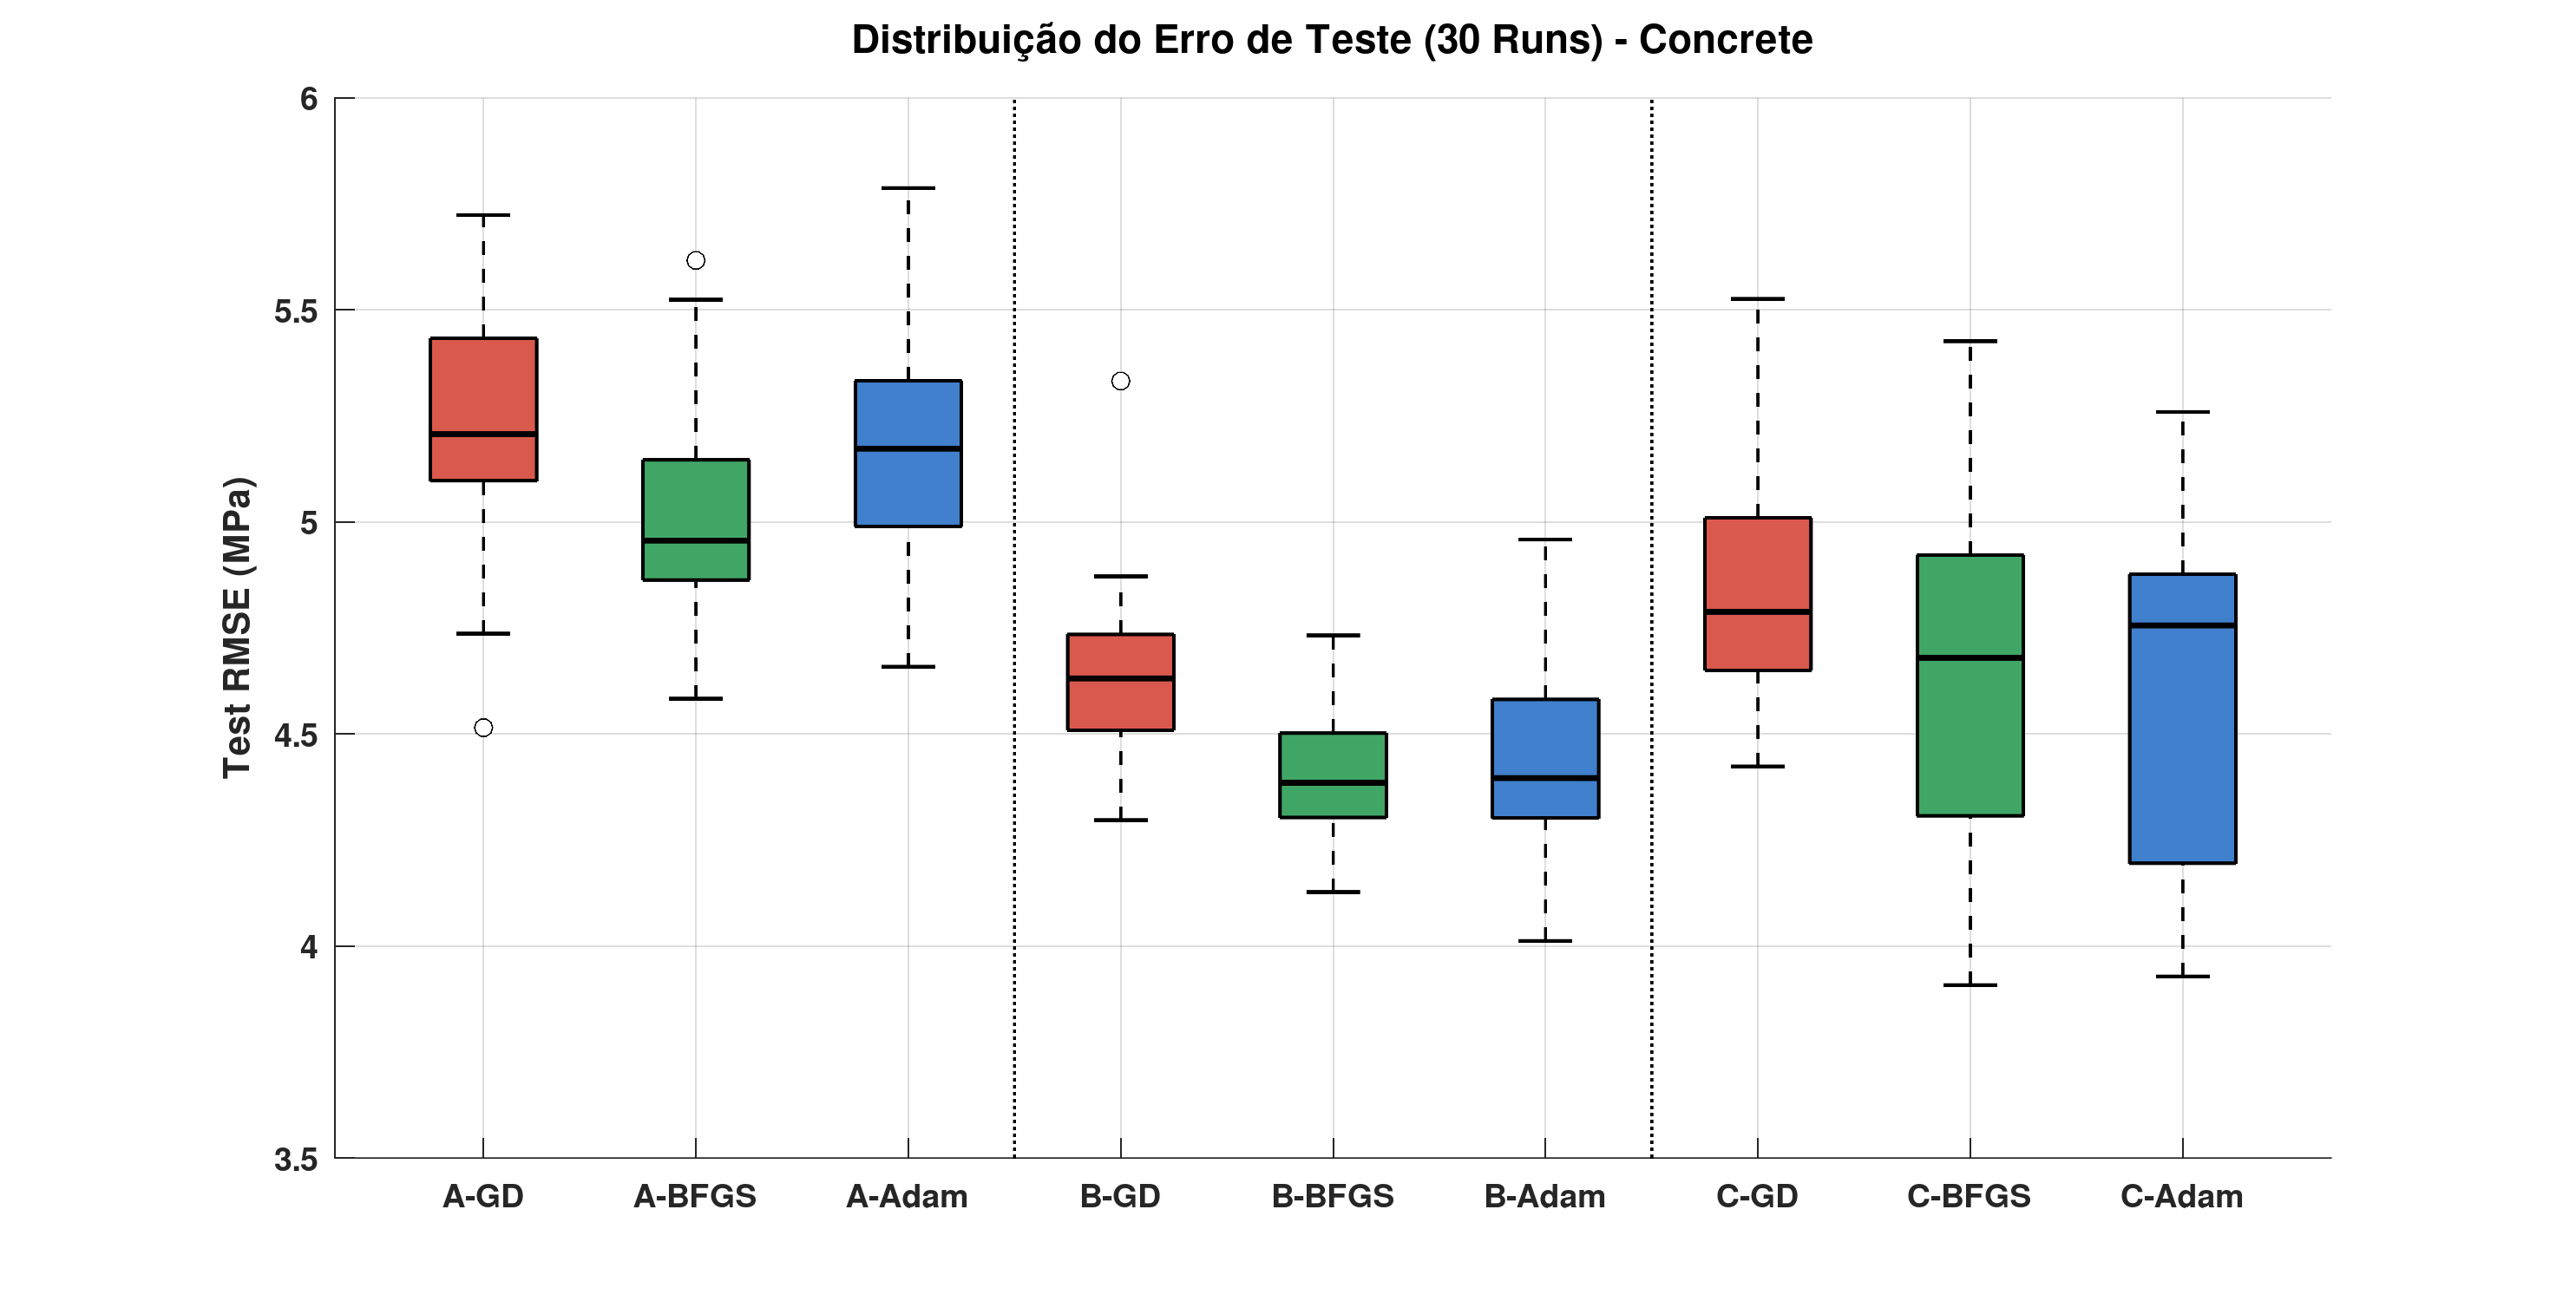 Distribuição do Erro de Teste (30 Runs) - Concrete
Test RMSE (MPa)
6
5.5
5
4.5
4
3.5
A-GD A-BFGS A-Adam B-GD B-BFGS B-Adam C-GD C-BFGS C-Adam